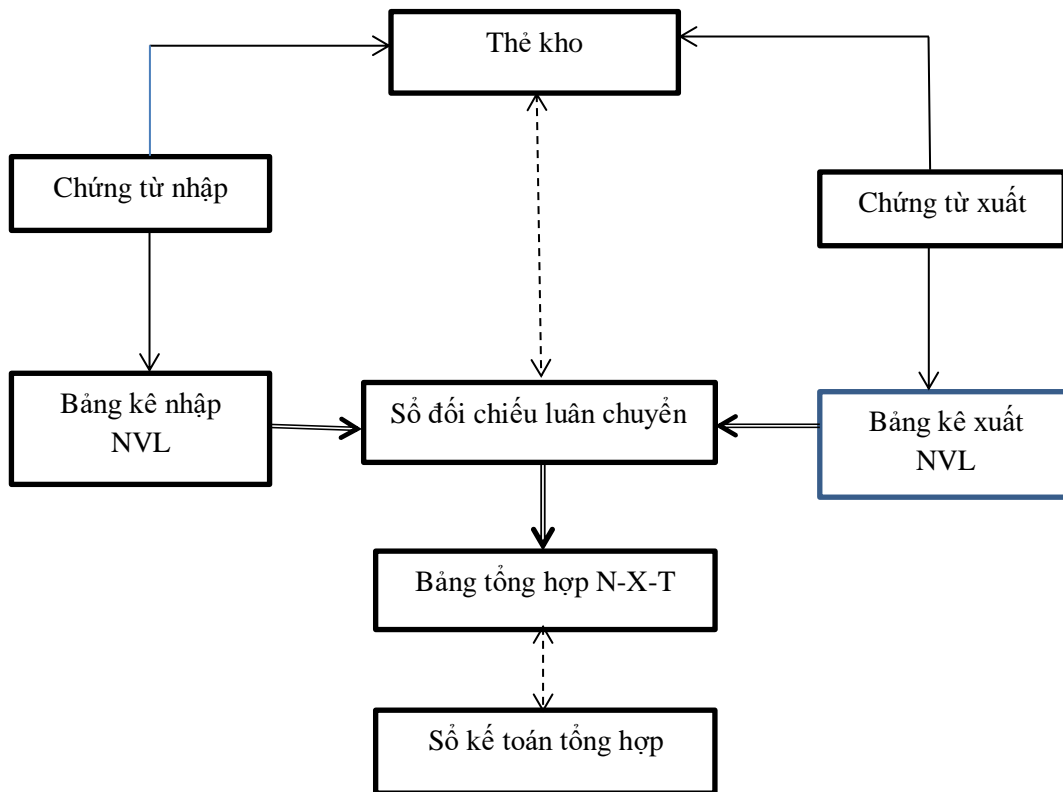 Thẻ kho
Chứng từ nhập
Chứng từ xuất
Bảng kê nhập
NVL
Sổ đối chiếu luân chuyển
Bảng kê xuất
NVL
Bảng tổng hợp N-X-T
Sổ kế toán tổng hợp